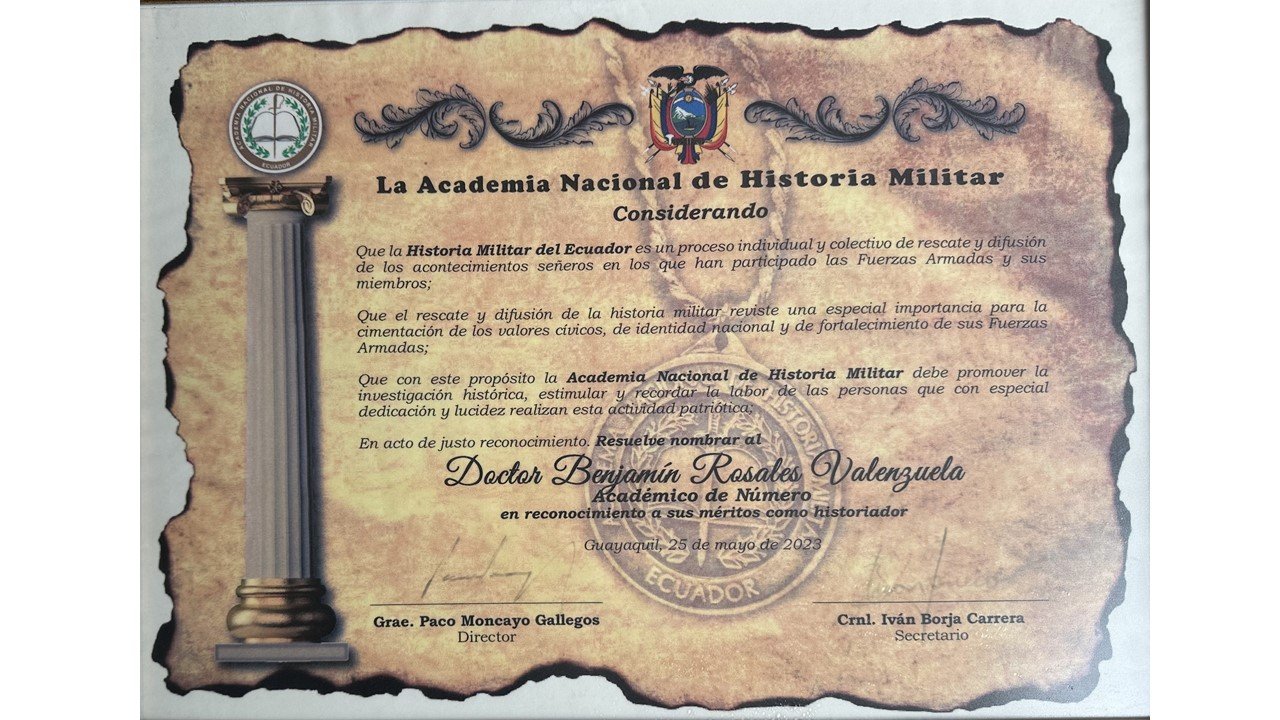 ACADEMIA NACIONAL DE HISTORIA MILITAR
ECUADOR
La Academia Nacional de Historia Militar
Considerando
Que la Historia Militar del Ecuador es un proceso individual y colectivo de rescate y difusión
de los acontecimientos señeros en los que han participado las Fuerzas Armadas y sus
miembros;
Que el rescate y difusión de la historia militar reviste una especial importancia para la
cimentación de los valores cívicos, de identidad nacional y de fortalecimiento de sus Fuerzas
Armadas;
Que con este propósito la Academia Nacional de Historia Militar debe promover la
investigación histórica, estimular y recordar la labor de las personas que con especial
dedicación y lucidez realizan esta actividad patriótica;
En acto de justo reconocimiento. Resuelve nombrar al
Doctor Benjamín Rosales Valenzuela
Académico de Número
en reconocimiento a sus méritos como historiador
Guayaquil, 25 de mayo de 2023
ECUADOR
Grae. Paco Moncayo Gallegos
Director
Crnl. Iván Borja Carrera
Secretario